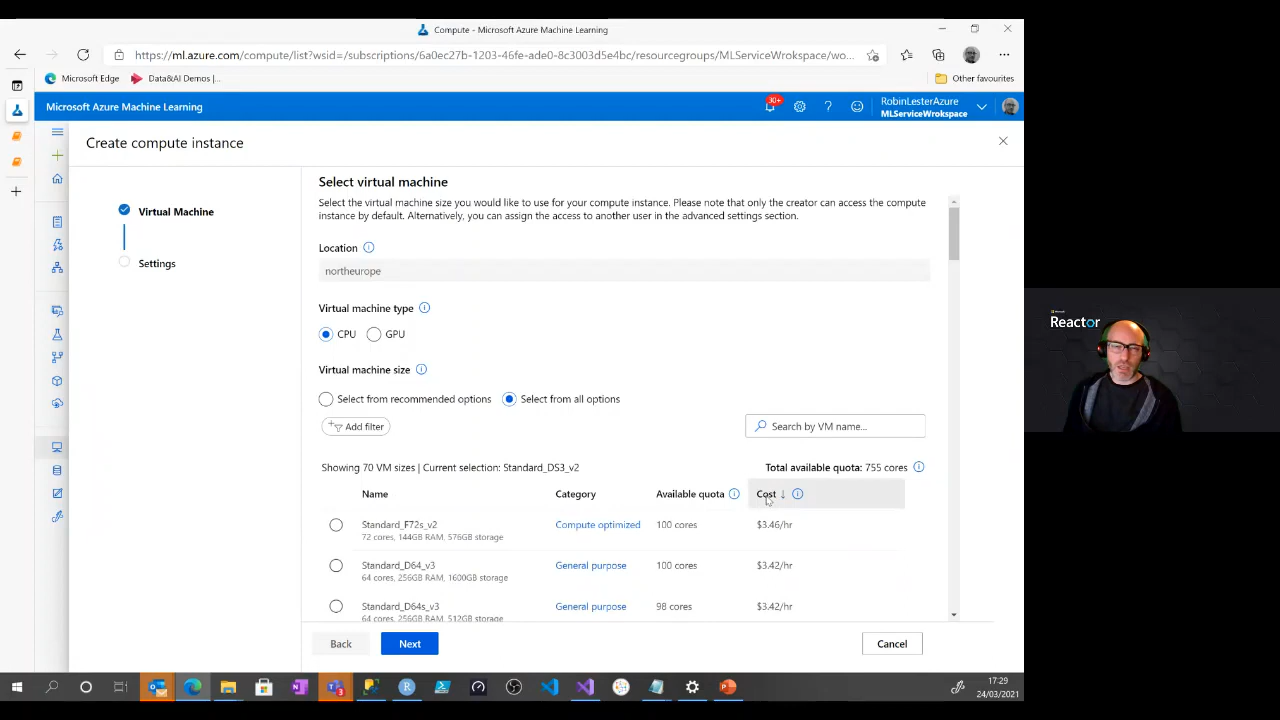 Compute - Microsoft Azure Machine Learning
https://ml.azure.com/compute/list?wsid=/subscriptions/6a0ec27b-1203-46fe-ade0-8c3003d5e4bc/resourcegroups/MLServiceWrokspace/wo...
Microsoft Edge
Data&AI Demos |...
Other favourites
Microsoft Azure Machine Learning
30+
RobinLesterAzure
MLServiceWrokspace
Create compute instance
Virtual Machine
Settings
Select virtual machine
Select the virtual machine size you would like to use for your compute instance. Please note that only the creator can access the compute
instance by default. Alternatively, you can assign the access to another user in the advanced settings section.
Location
northeurope
Virtual machine type
CPU GPU
Virtual machine size
Select from recommended options Select from all options
Add filter
Search by VM name...
Showing 70 VM sizes | Current selection: Standard_DS3_v2
Total available quota: 755 cores
Name Category Available quota Cost ↓
Standard_F72s_v2 Compute optimized 100 cores $3.46/hr
72 cores, 144GB RAM, 576GB storage
Standard_D64_v3 General purpose 100 cores $3.42/hr
64 cores, 256GB RAM, 1600GB storage
Standard_D64s_v3 General purpose 98 cores $3.42/hr
64 cores, 256GB RAM, 512GB storage
Back Next Cancel
Reactor
17:29
24/03/2021